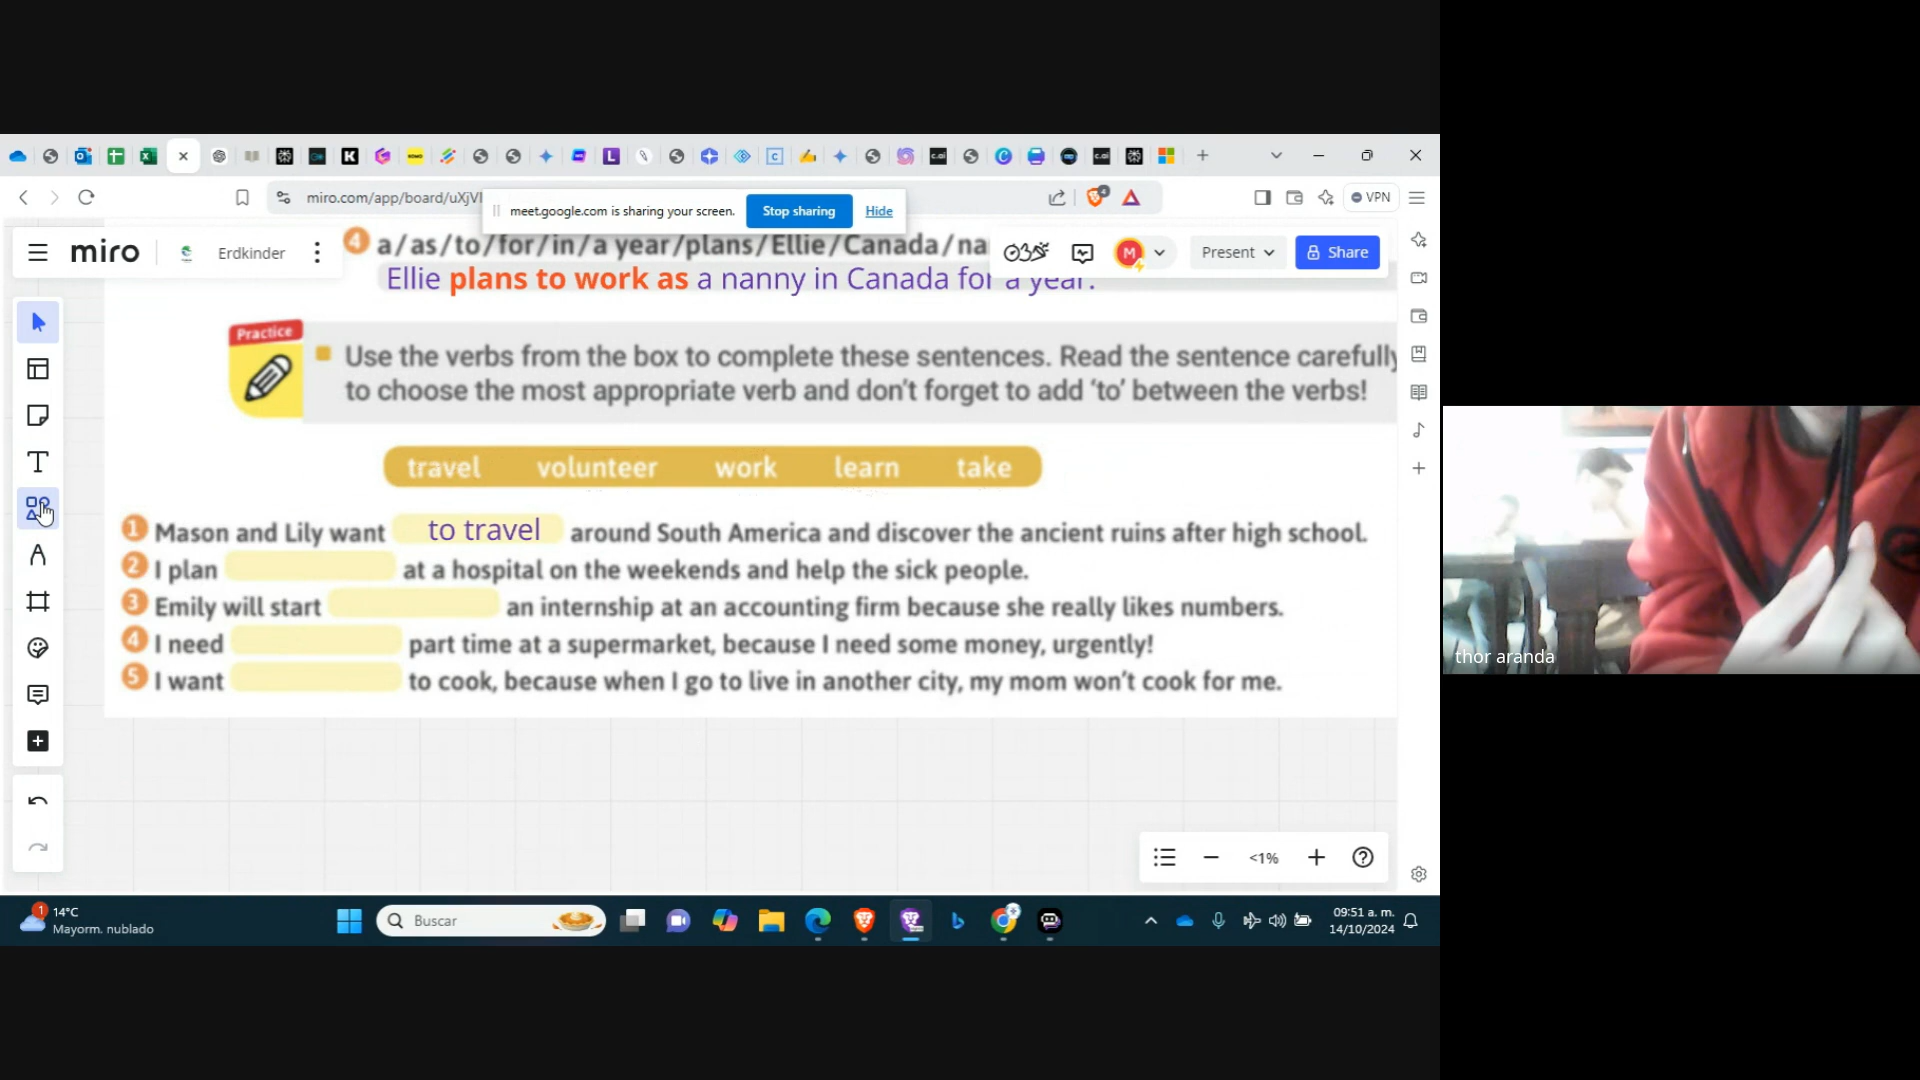 miro.com/app/board/uXjVI
meet.google.com is sharing your screen.
Stop sharing
Hide
VPN
miro
Erdkinder
M
Present
Share
4 a/as/to/for/in/a year/plans/Ellie/Canada/na
Ellie plans to work as a nanny in Canada for a year.
Practice
Use the verbs from the box to complete these sentences. Read the sentence carefully
to choose the most appropriate verb and don't forget to add 'to' between the verbs!
travel volunteer work learn take
1 Mason and Lily want to travel around South America and discover the ancient ruins after high school.
2 I plan at a hospital on the weekends and help the sick people.
3 Emily will start an internship at an accounting firm because she really likes numbers.
4 I need part time at a supermarket, because I need some money, urgently!
5 I want to cook, because when I go to live in another city, my mom won't cook for me.
thor aranda
<1%
1
14°C
Mayorm. nublado
Buscar
09:51 a. m.
14/10/2024